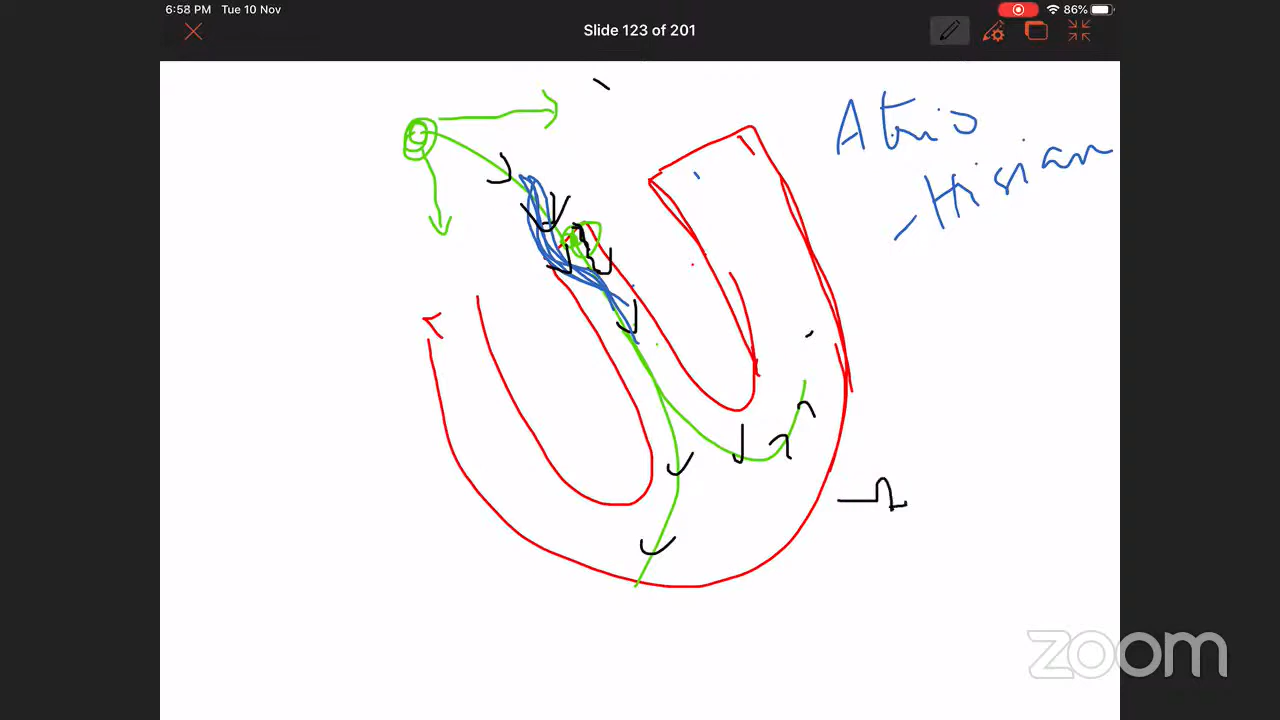 6:58 PM Tue 10 Nov
86%
Slide 123 of 201
Atrio
- Hisian
zoom